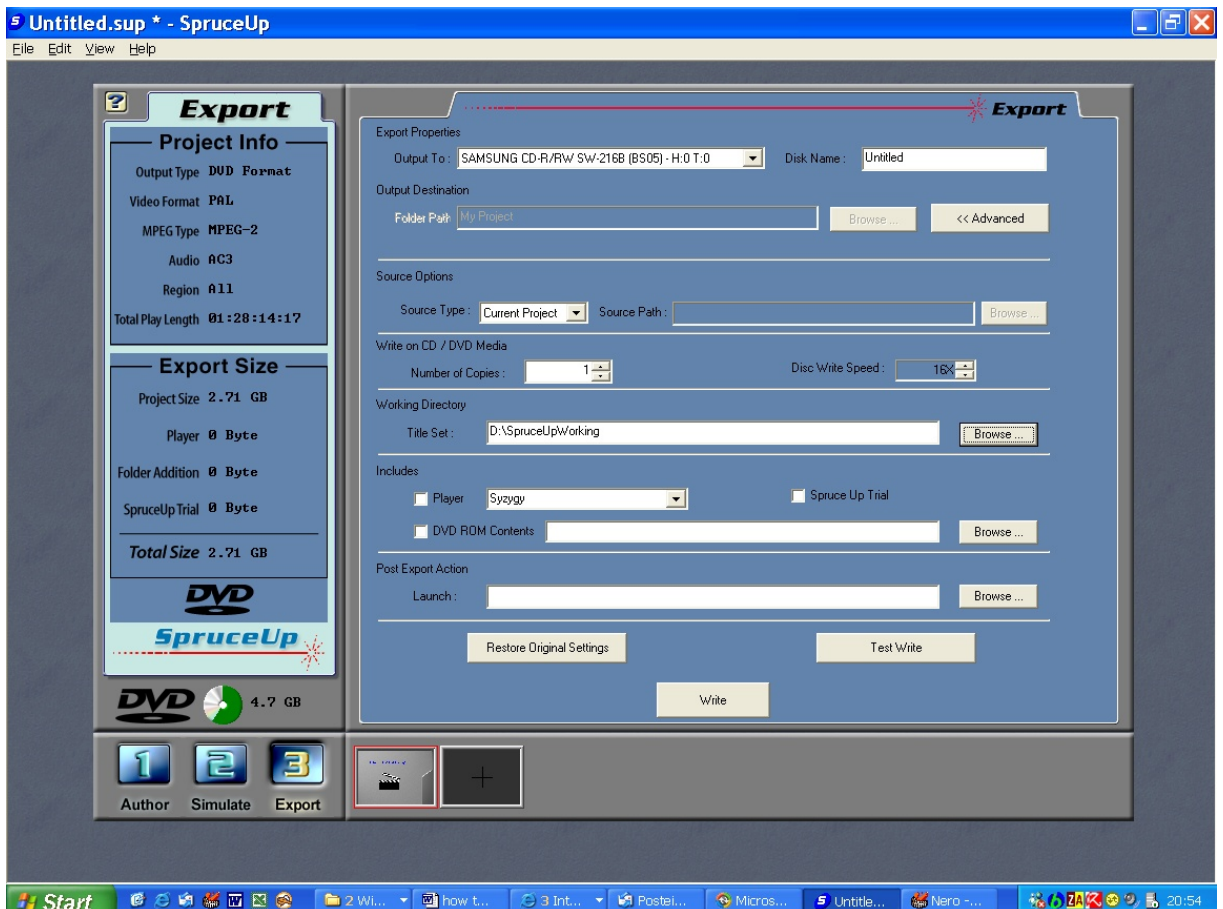 Untitled.sup * - SpruceUp
File Edit View Help
? Export
Project Info
Output Type DVD Format
Video Format PAL
MPEG Type MPEG-2
Audio AC3
Region All
Total Play Length 01:28:14:17
Export Size
Project Size 2.71 GB
Player 0 Byte
Folder Addition 0 Byte
SpruceUp Trial 0 Byte
Total Size 2.71 GB
DVD
SpruceUp
DVD 4.7 GB
Export
Export Properties
Output To : SAMSUNG CD-R/RW SW-216B (BS05) - H:0 T:0 Disk Name : Untitled
Output Destination
Folder Path My Project Browse ... << Advanced
Source Options
Source Type : Current Project Source Path : Browse ...
Write on CD / DVD Media
Number of Copies : 1 Disc Write Speed : 16X
Working Directory
Title Set : D:\SpruceUpWorking Browse ...
Includes
Player Syzygy Spruce Up Trial
DVD ROM Contents Browse ...
Post Export Action
Launch : Browse ...
Restore Original Settings Test Write
Write
1 2 3
Author Simulate Export
Start 2 Wi... how t... 3 Int... Postei... Micros... Untitle... Nero -... 20:54